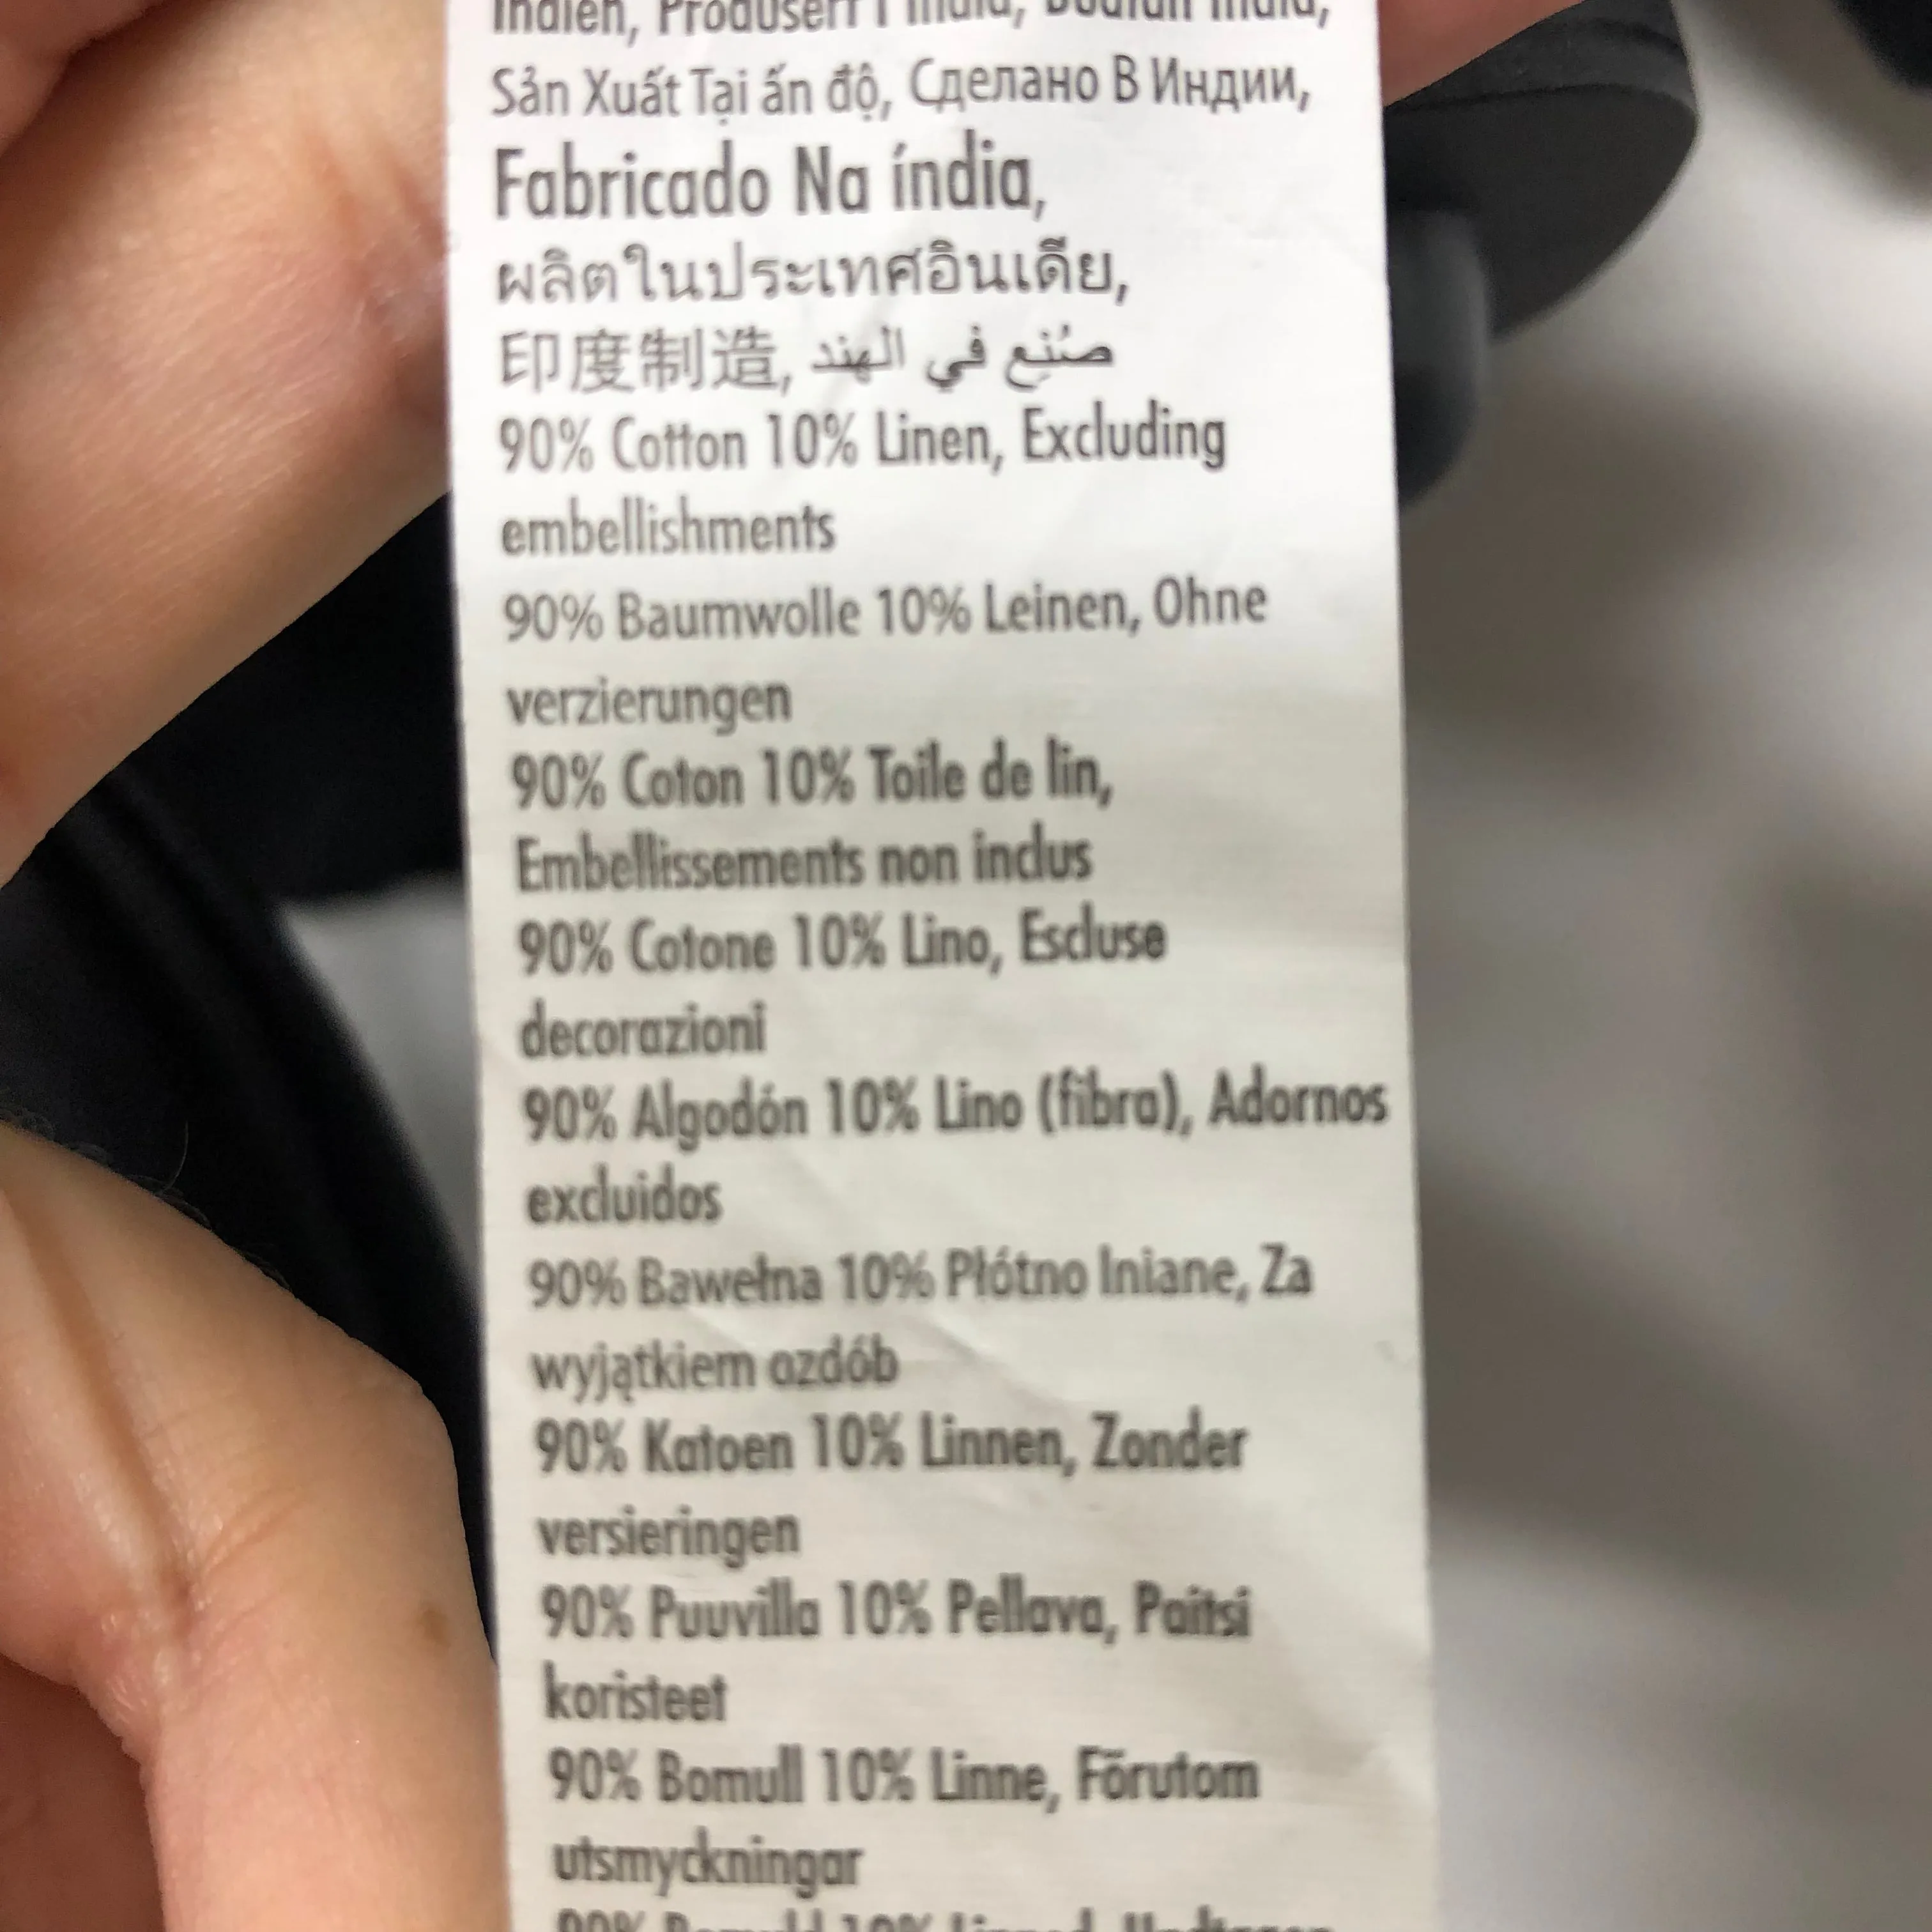 Indien, Produsert I India,
Sản Xuất Tại ấn độ, Сделано В Индии,
Fabricado Na índia,
ผลิตในประเทศอินเดีย,
印度制造, صُنِع في الهند
90% Cotton 10% Linen, Excluding
embellishments
90% Baumwolle 10% Leinen, Ohne
verzierungen
90% Coton 10% Toile de lin,
Embellissements non inclus
90% Cotone 10% Lino, Escluse
decorazioni
90% Algodón 10% Lino (fibra), Adornos
excluidos
90% Bawełna 10% Płótno lniane, Za
wyjątkiem ozdób
90% Katoen 10% Linnen, Zonder
versieringen
90% Puuvilla 10% Pellava, Paitsi
koristeet
90% Bomull 10% Linne, Förutom
utsmyckningar